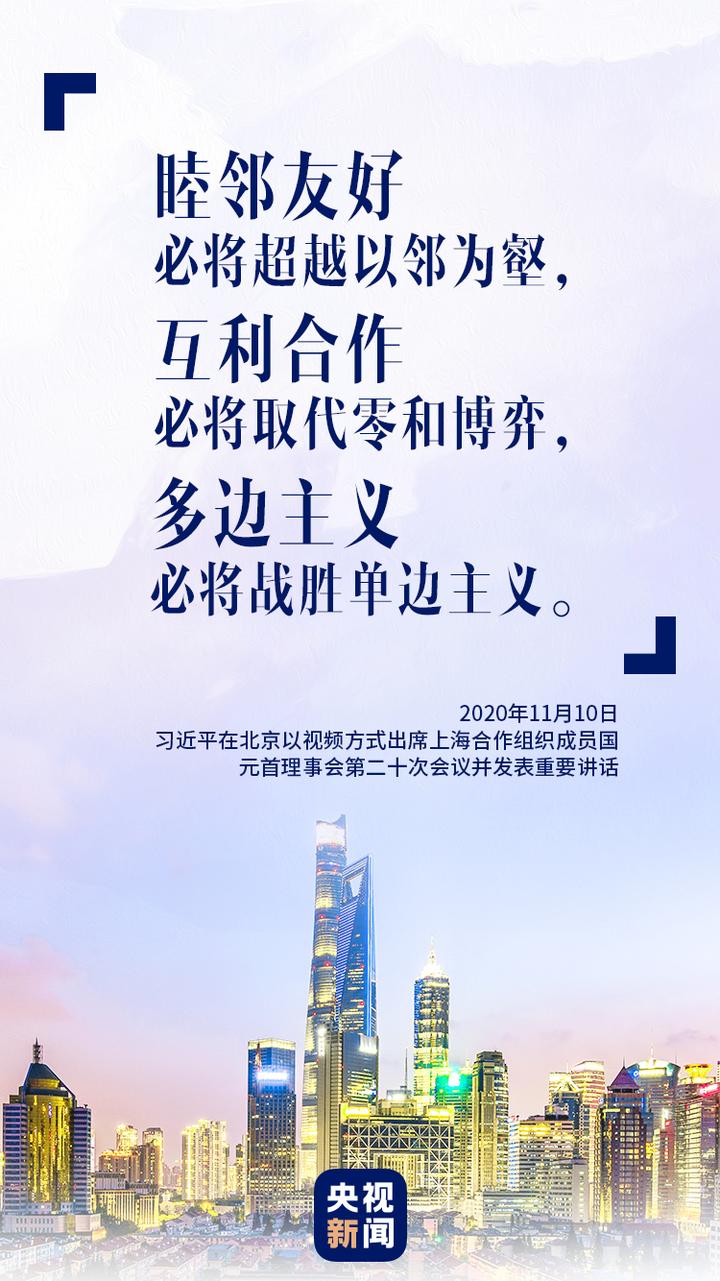 睦邻友好
必将超越以邻为壑，
互利合作
必将取代零和博弈，
多边主义
必将战胜单边主义。
2020年11月10日
习近平在北京以视频方式出席上海合作组织成员国
元首理事会第二十次会议并发表重要讲话
央视
新闻